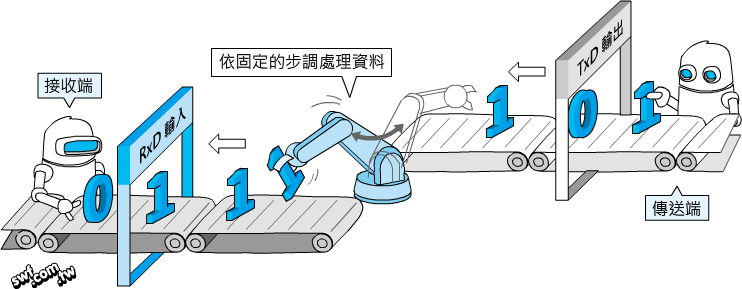 依固定的步調處理資料
TxD 輸出
接收端
RxD 輸入
1
0
1
0
1
1
1
傳送端
swf
.com
.tw